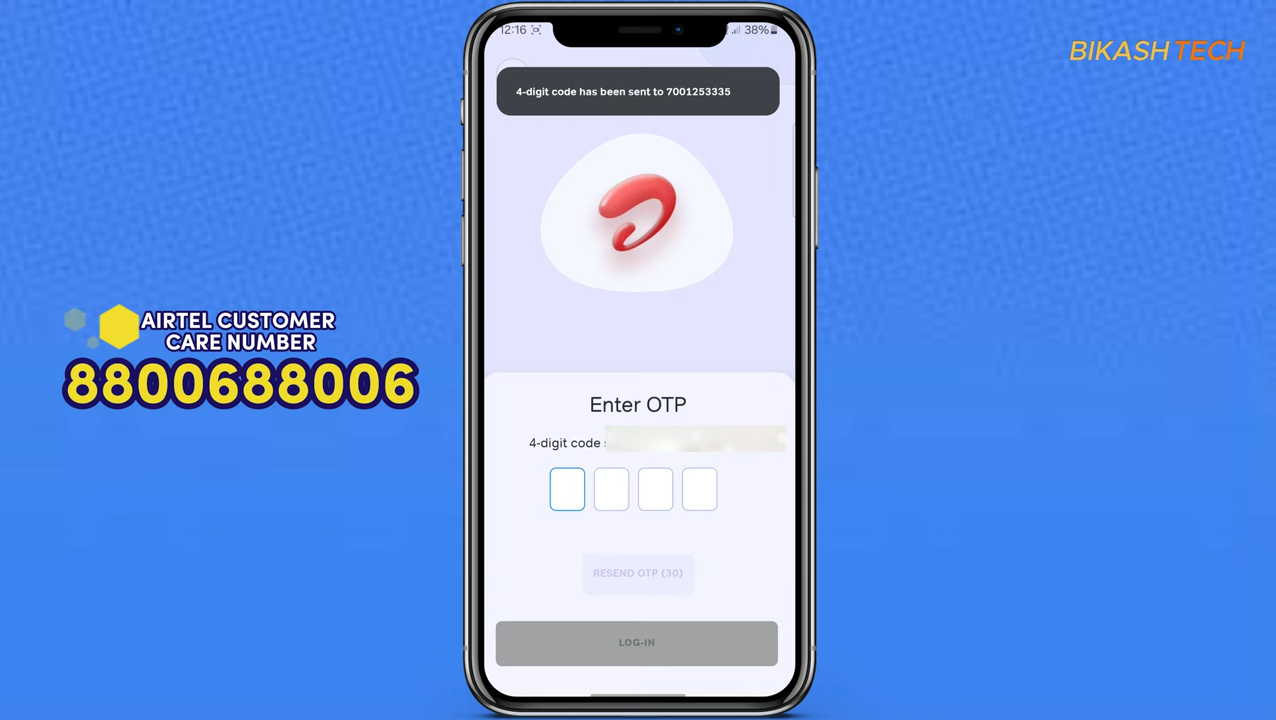 BIKASH TECH
12:16
38%
4-digit code has been sent to 7001253335
AIRTEL CUSTOMER
CARE NUMBER
8800688006
Enter OTP
4-digit code
RESEND OTP (30)
LOG-IN